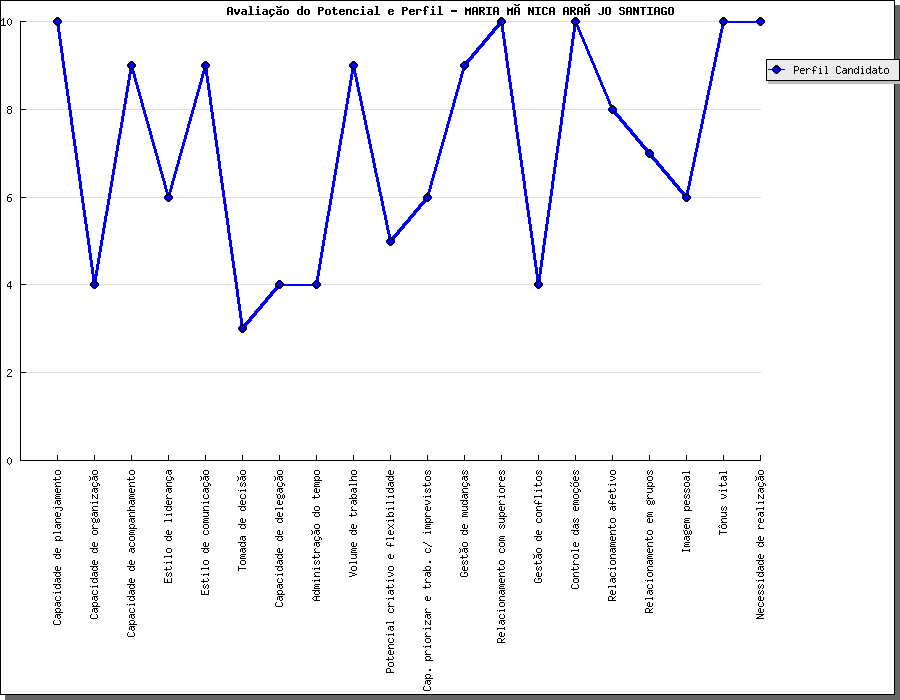 Avaliação do Potencial e Perfil - MARIA MĂ NICA ARAĂ JO SANTIAGO
10
8
6
4
2
0
Perfil Candidato
Capacidade de planejamento
Capacidade de organização
Capacidade de acompanhamento
Estilo de liderança
Estilo de comunicação
Tomada de decisão
Capacidade de delegação
Administração do tempo
Volume de trabalho
Potencial criativo e flexibilidade
Cap. priorizar e trab. c/ imprevistos
Gestão de mudanças
Relacionamento com superiores
Gestão de conflitos
Controle das emoções
Relacionamento afetivo
Relacionamento em grupos
Imagem pessoal
Tônus vital
Necessidade de realização